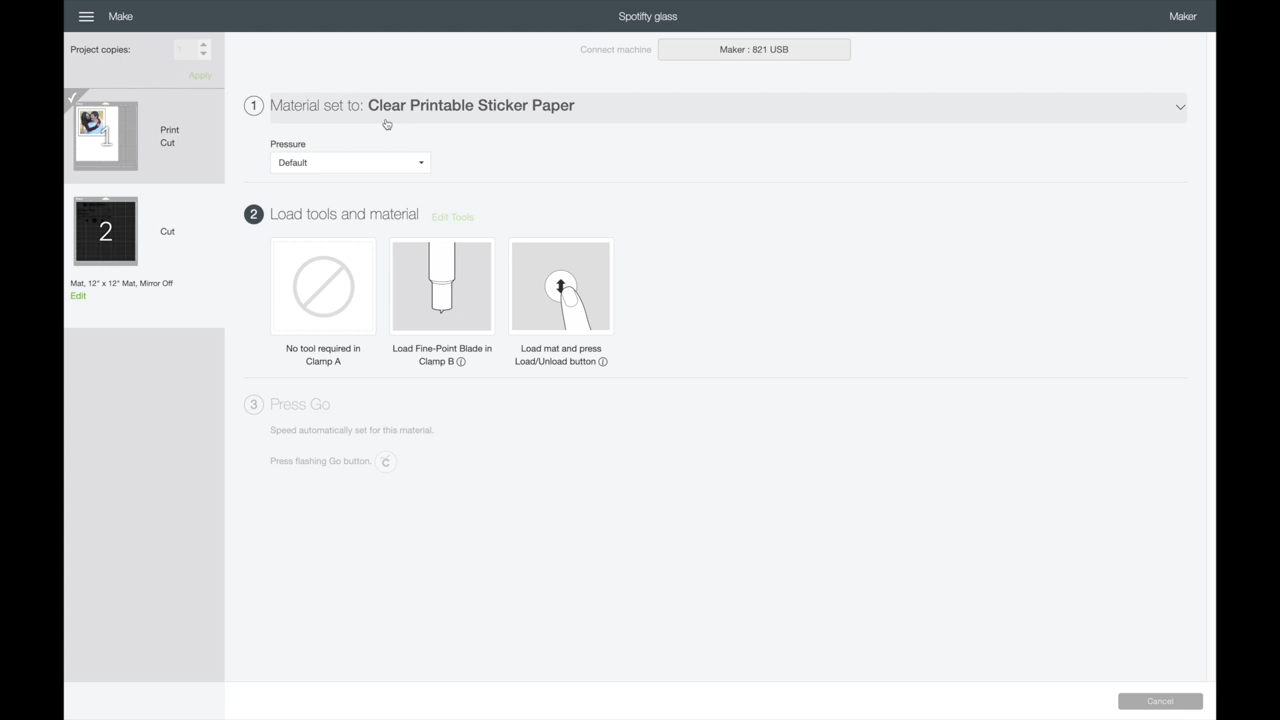 Make
Spotifty glass
Maker
Project copies:
1
Apply
Connect machine
Maker : 821 USB
1
Print
Cut
2
Cut
Mat, 12" x 12" Mat, Mirror Off
Edit
1 Material set to: Clear Printable Sticker Paper
Pressure
Default
2 Load tools and material Edit Tools
No tool required in
Clamp A
Load Fine-Point Blade in
Clamp B i
Load mat and press
Load/Unload button i
3 Press Go
Speed automatically set for this material.
Press flashing Go button. C
Cancel